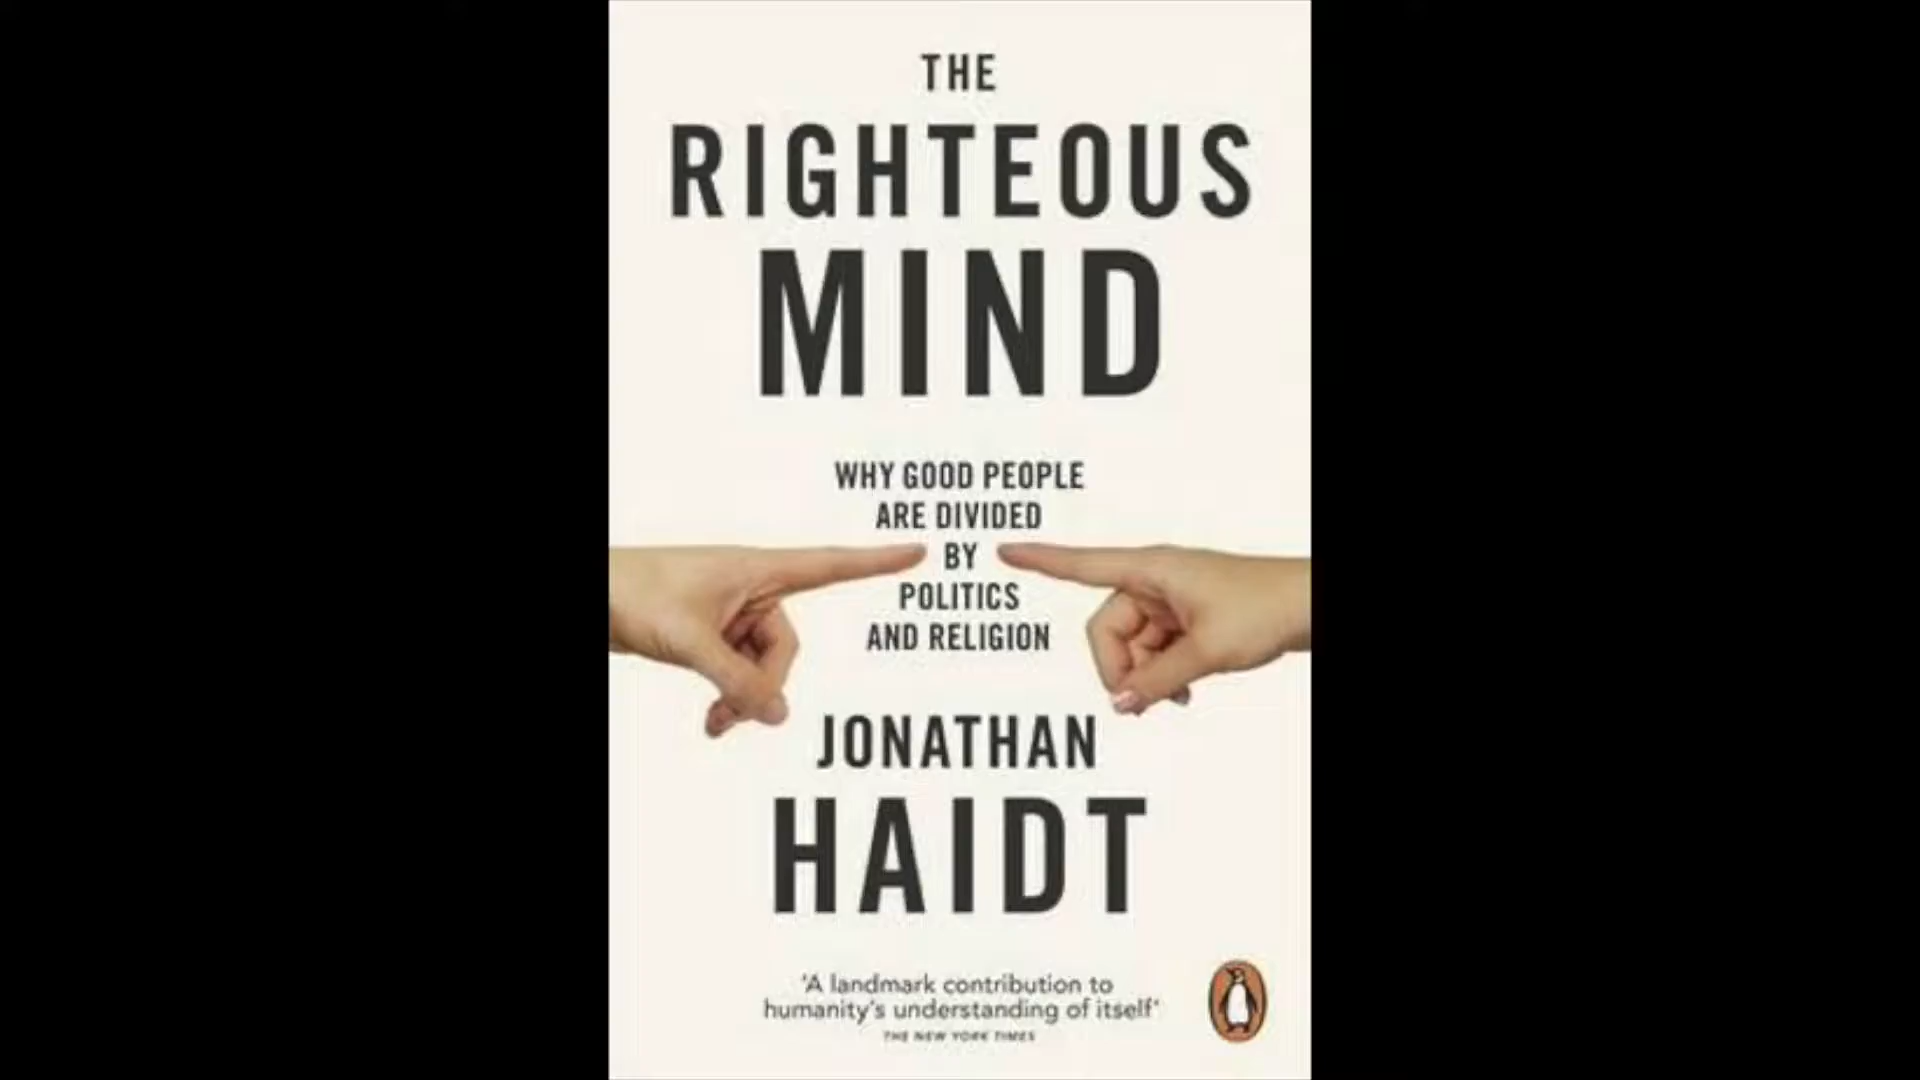 THE
RIGHTEOUS
MIND
WHY GOOD PEOPLE
ARE DIVIDED
BY
POLITICS
AND RELIGION
JONATHAN
HAIDT
'A landmark contribution to
humanity's understanding of itself'
THE NEW YORK TIMES